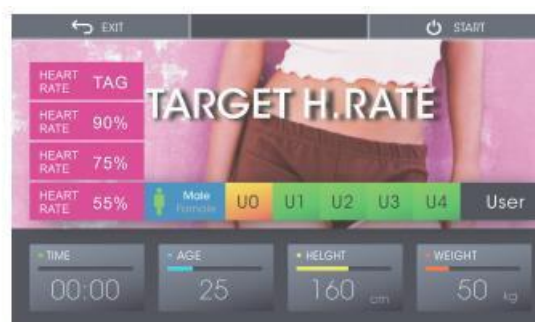 EXIT
START
TARGET H.RATE
HEART RATE TAG
HEART RATE 90%
HEART RATE 75%
HEART RATE 55%
Male
Female
U0 U1 U2 U3 U4 User
TIME
00:00
AGE
25
HELGHT
160 cm
WEIGHT
50 kg